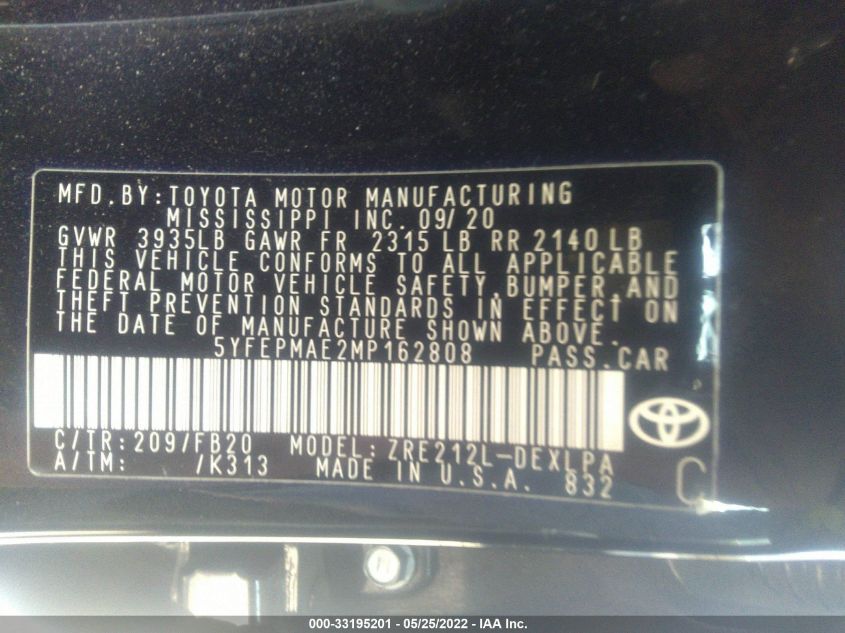 MFD.BY:TOYOTA MOTOR MANUFACTURING
MISSISSIPPI INC. 09/20
GVWR 3935LB GAWR FR 2315 LB RR 2140 LB
THIS VEHICLE CONFORMS TO ALL APPLICABLE
FEDERAL MOTOR VEHICLE SAFETY,BUMPER,AND
THEFT PREVENTION STANDARDS IN EFFECT ON
THE DATE OF MANUFACTURE SHOWN ABOVE.
5YFEPMAE2MP162808 PASS.CAR
C/TR:209/FB20 MODEL:ZRE212L-DEXLPA
A/TM: /K313 MADE IN U.S.A. 832 C
000-33195201 - 05/25/2022 - IAA Inc.